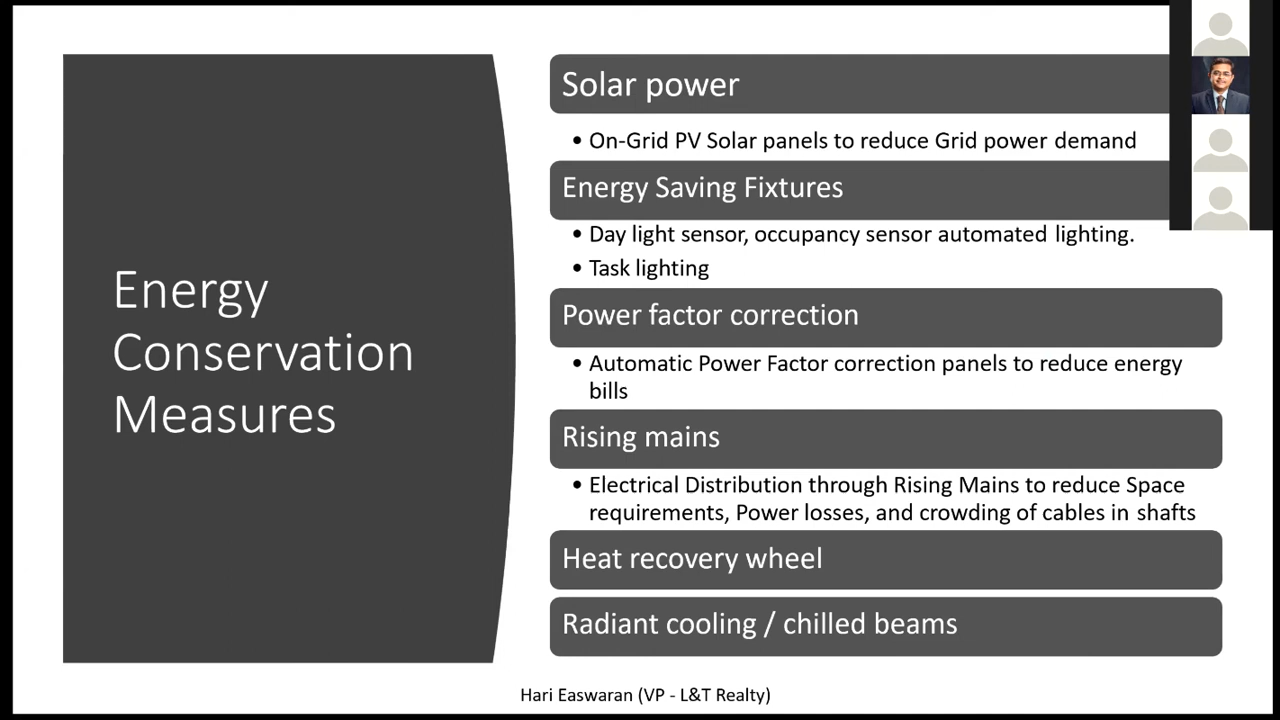 Energy
Conservation
Measures
Solar power
• On-Grid PV Solar panels to reduce Grid power demand
Energy Saving Fixtures
• Day light sensor, occupancy sensor automated lighting.
• Task lighting
Power factor correction
• Automatic Power Factor correction panels to reduce energy
bills
Rising mains
• Electrical Distribution through Rising Mains to reduce Space
requirements, Power losses, and crowding of cables in shafts
Heat recovery wheel
Radiant cooling / chilled beams
Hari Easwaran (VP - L&T Realty)